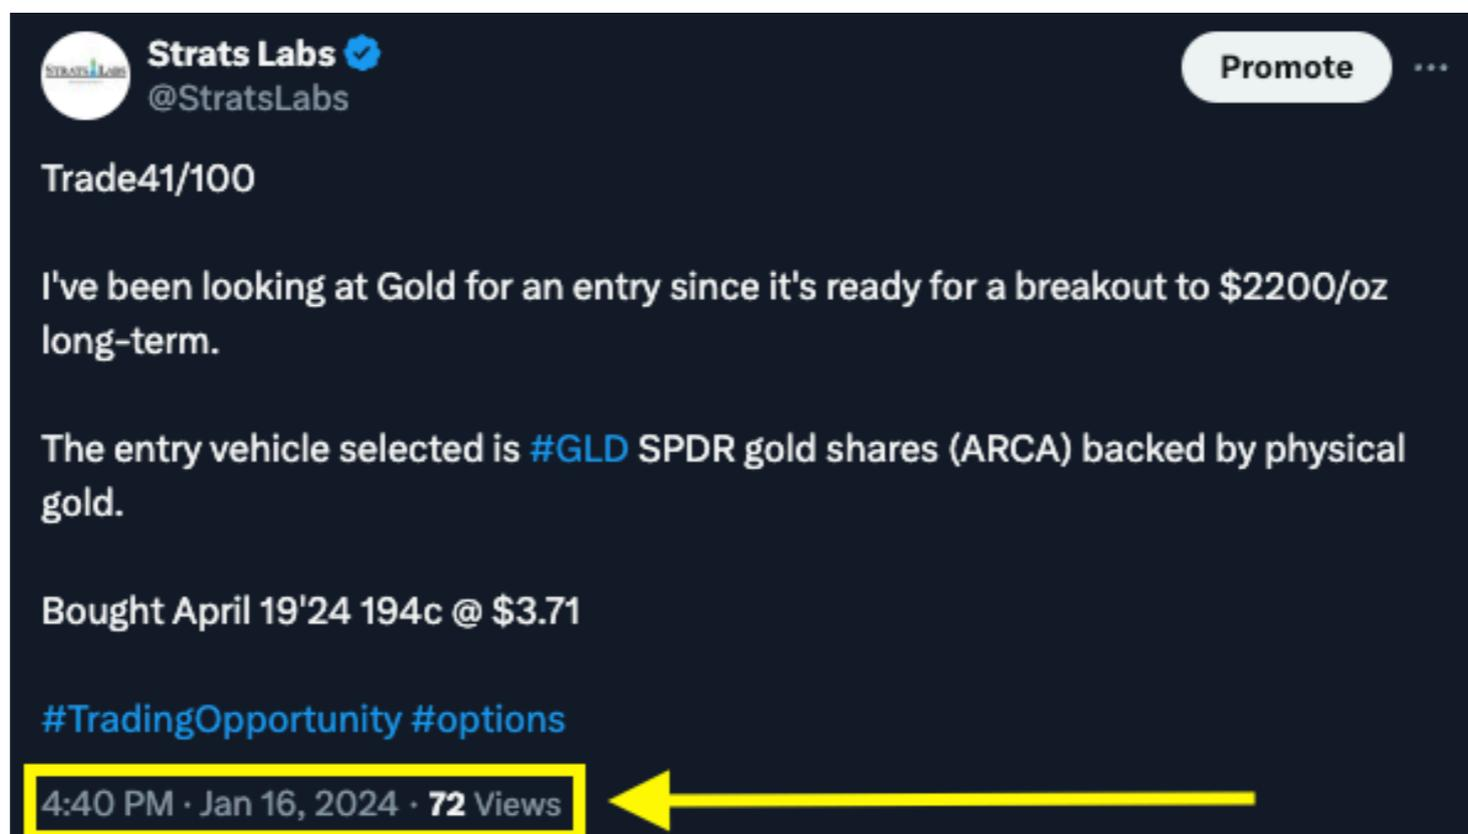 STRATS LABS
Strats Labs
@StratsLabs
Promote
Trade41/100
I've been looking at Gold for an entry since it's ready for a breakout to $2200/oz
long-term.
The entry vehicle selected is #GLD SPDR gold shares (ARCA) backed by physical
gold.
Bought April 19'24 194c @ $3.71
#TradingOpportunity #options
4:40 PM · Jan 16, 2024 · 72 Views